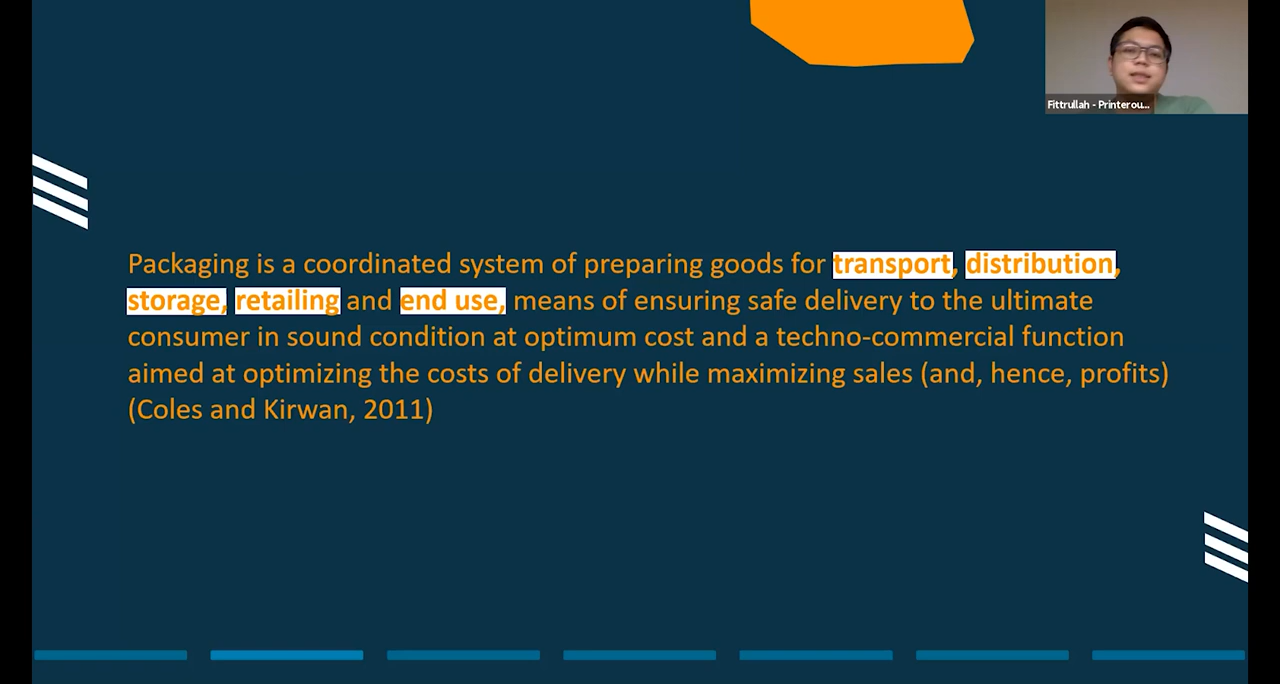 Fittrullah - Printerou...
Packaging is a coordinated system of preparing goods for transport, distribution,
storage, retailing and end use, means of ensuring safe delivery to the ultimate
consumer in sound condition at optimum cost and a techno-commercial function
aimed at optimizing the costs of delivery while maximizing sales (and, hence, profits)
(Coles and Kirwan, 2011)